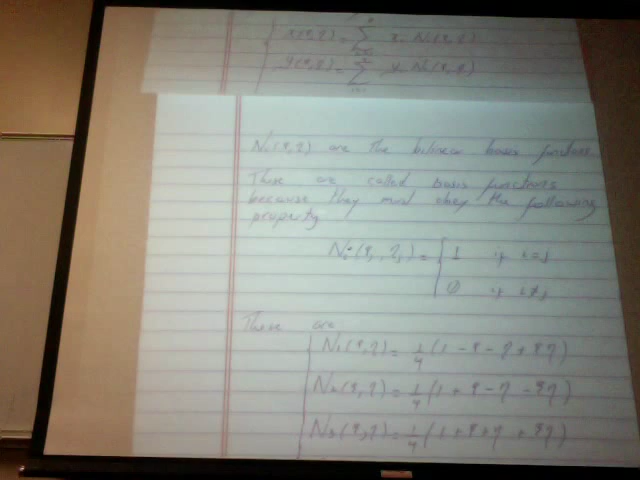 x(ξ,η) = ∑ xᵢ Nᵢ(ξ,η)
y(ξ,η) = ∑ yᵢ Nᵢ(ξ,η)
Nᵢ(ξ,η) are the bilinear basis functions.
These are called basis functions
because they must obey the following
property
Nᵢ(ξⱼ,ηⱼ) = { 1 if i=j
0 if i≠j
These are
N₁(ξ,η) = 1/4 (1 - ξ - η + ξη)
N₂(ξ,η) = 1/4 (1 + ξ - η - ξη)
N₃(ξ,η) = 1/4 (1 + ξ + η + ξη)